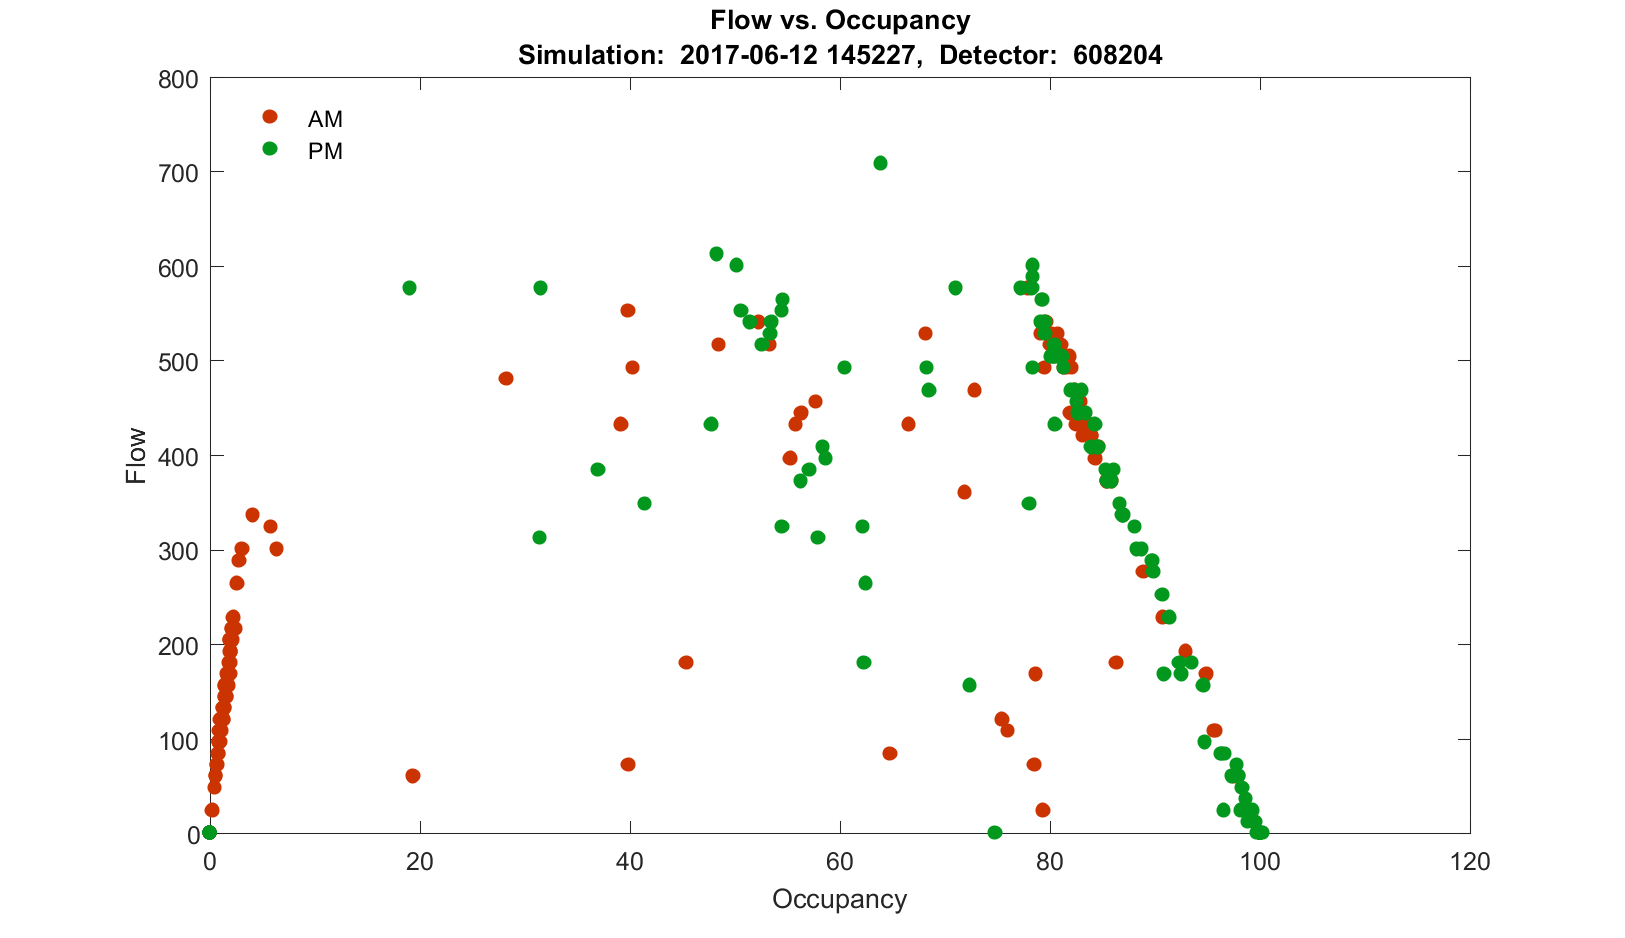 Flow vs. Occupancy
Simulation:  2017-06-12 145227,  Detector:  608204
800
700
600
500
400
300
200
100
0
Flow
AM
PM
0 20 40 60 80 100 120
Occupancy